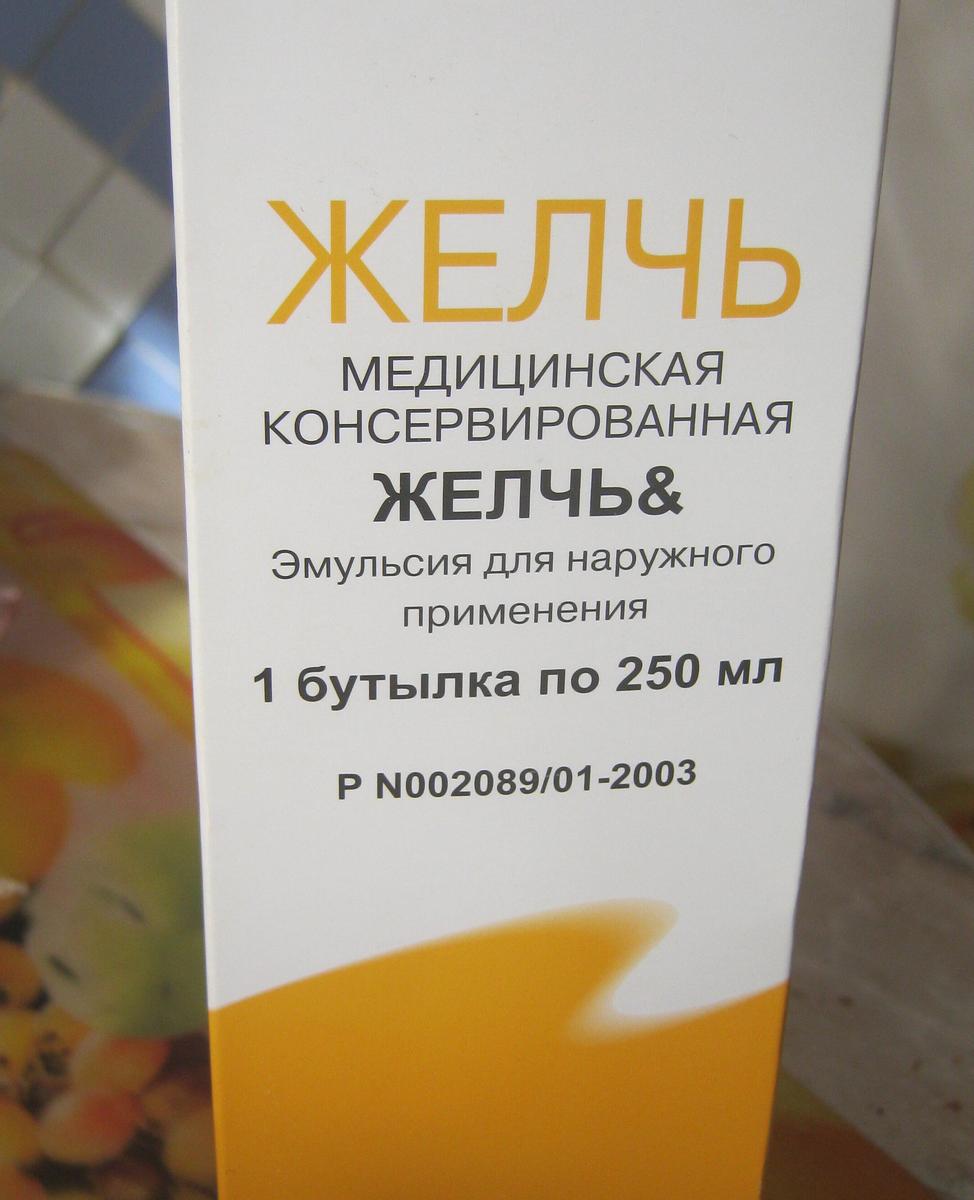 ЖЕЛЧЬ
МЕДИЦИНСКАЯ
КОНСЕРВИРОВАННАЯ
ЖЕЛЧЬ&
Эмульсия для наружного
применения
1 бутылка по 250 мл
Р N002089/01-2003